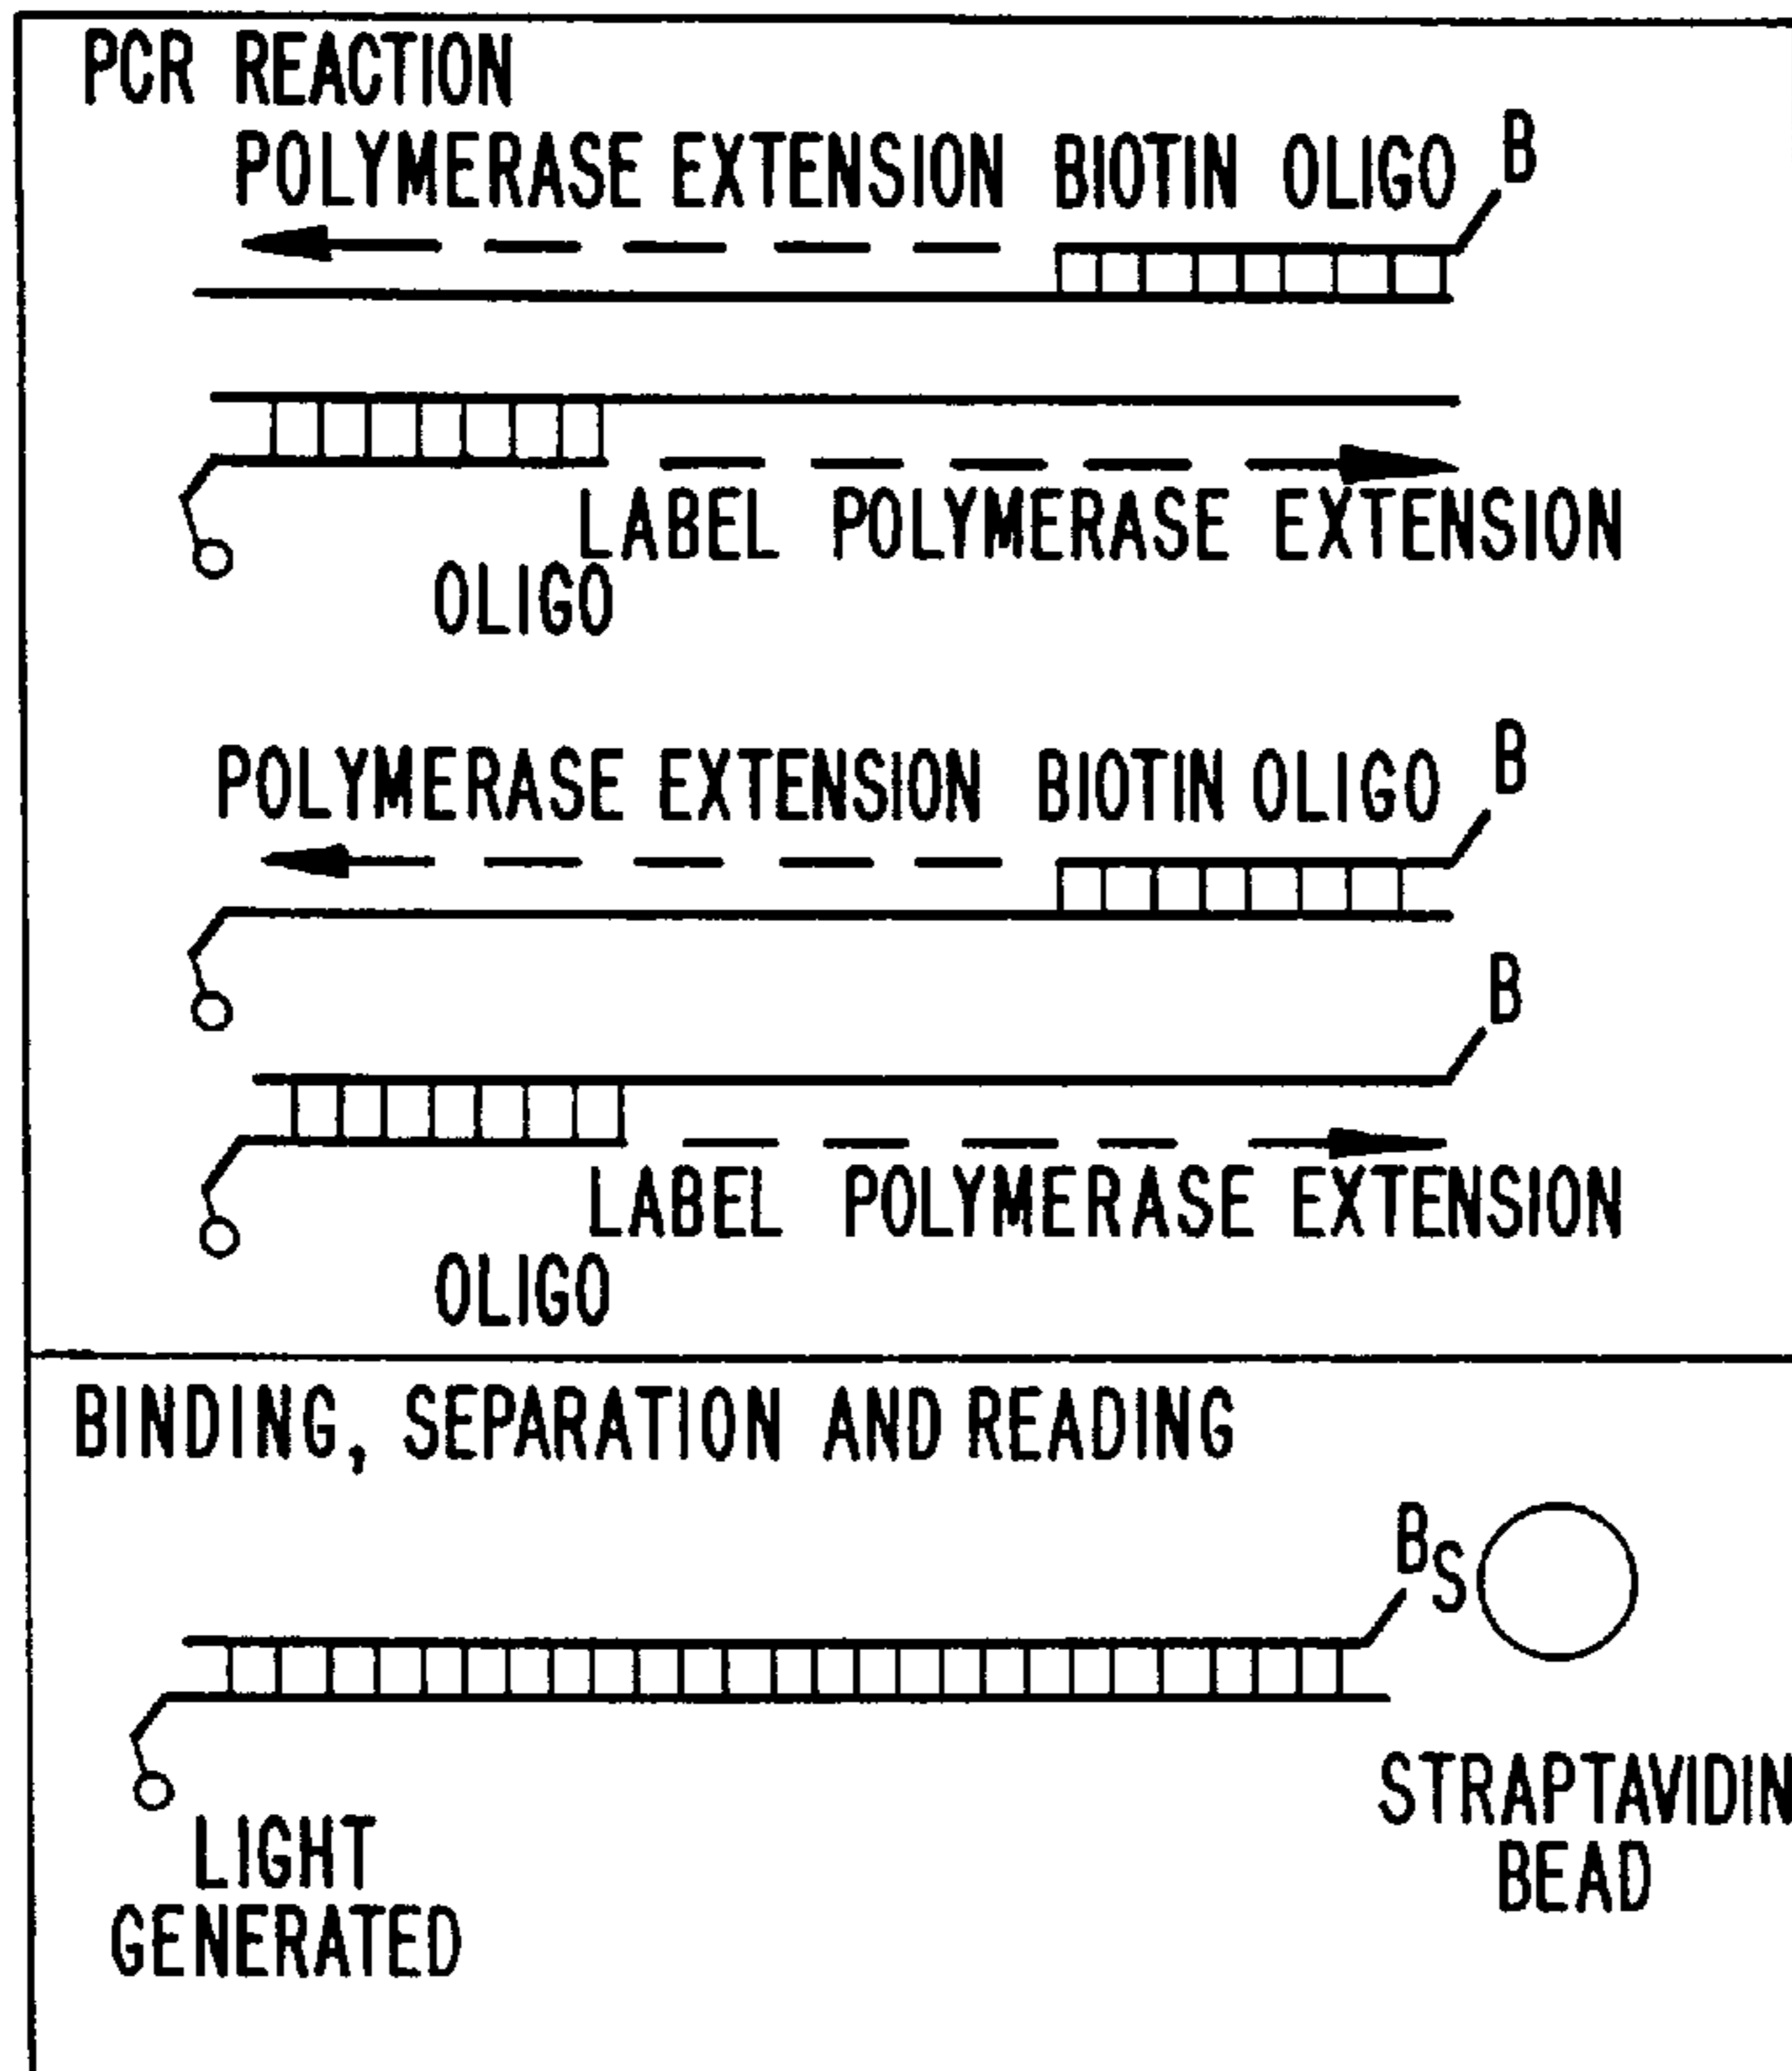 PCR REACTION
POLYMERASE EXTENSION BIOTIN OLIGO B
LABEL POLYMERASE EXTENSION
OLIGO
POLYMERASE EXTENSION BIOTIN OLIGO B
B
LABEL POLYMERASE EXTENSION
OLIGO
BINDING, SEPARATION AND READING
B S
STRAPTAVIDIN
BEAD
LIGHT
GENERATED